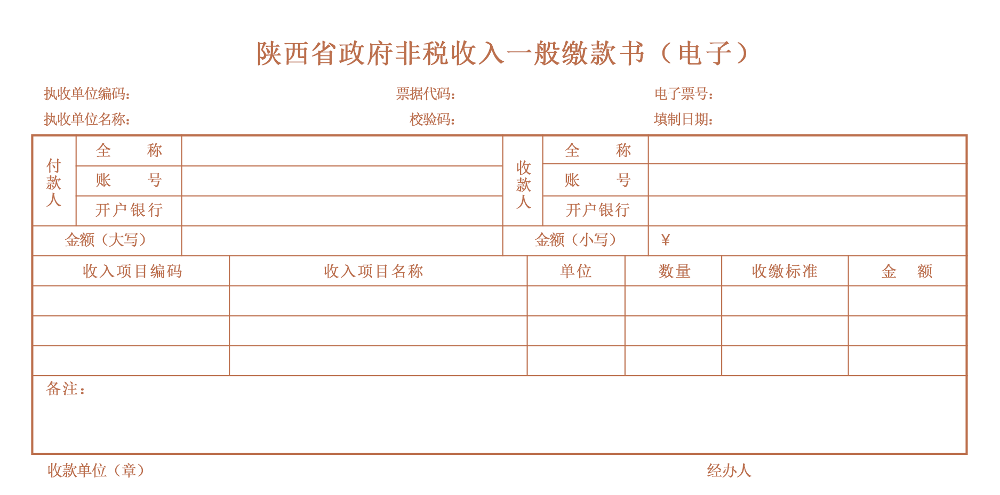 陕西省政府非税收入一般缴款书（电子）
执收单位编码： 票据代码： 电子票号：
执收单位名称： 校验码： 填制日期：
付款人 全称 收款人 全称
账号 账号
开户银行 开户银行
金额（大写） 金额（小写） ¥
收入项目编码 收入项目名称 单位 数量 收缴标准 金额
备注：
收款单位（章） 经办人